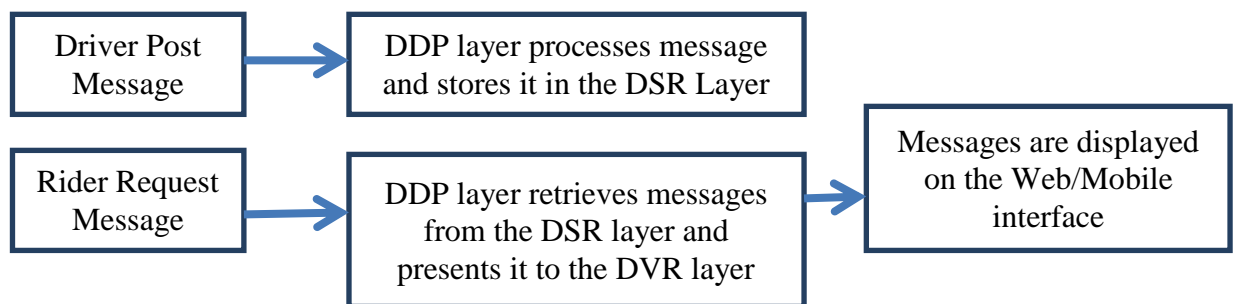 Driver Post
Message
DDP layer processes message
and stores it in the DSR Layer
Rider Request
Message
DDP layer retrieves messages
from the DSR layer and
presents it to the DVR layer
Messages are displayed
on the Web/Mobile
interface